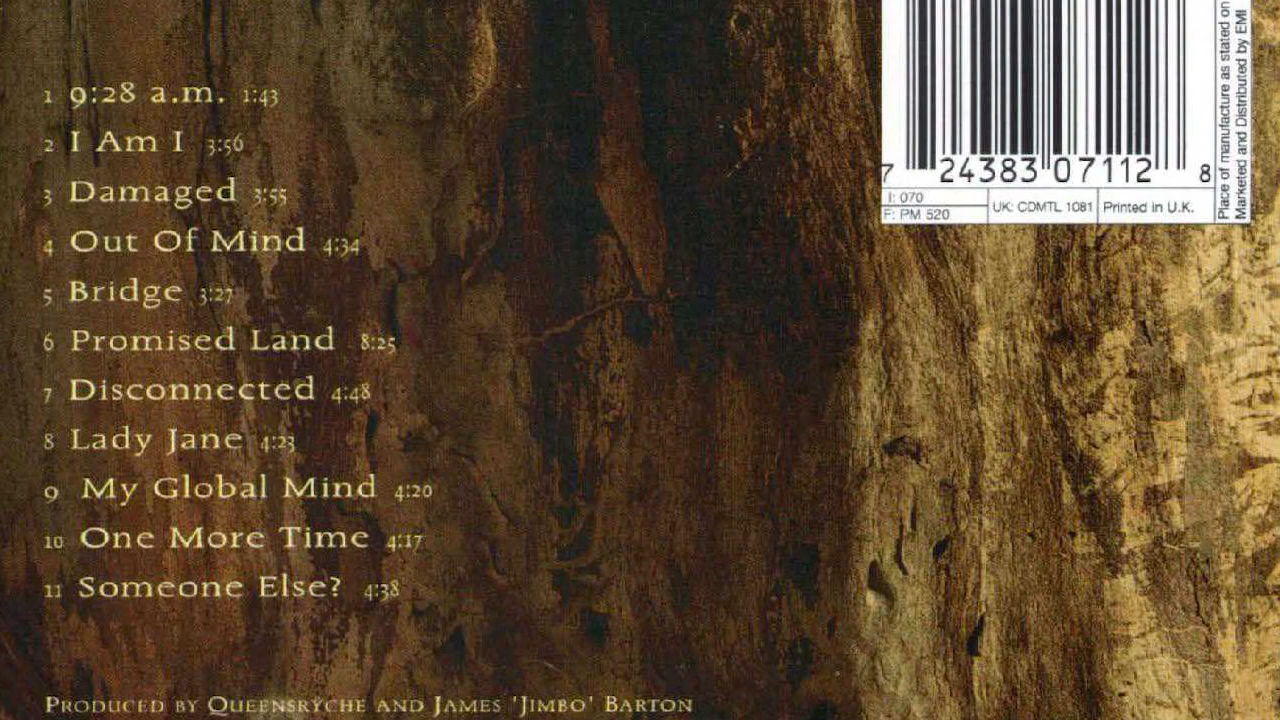 1 9:28 a.m. 1:43
2 I Am I 3:56
3 Damaged 3:55
4 Out Of Mind 4:34
5 Bridge 3:27
6 Promised Land 8:25
7 Disconnected 4:48
8 Lady Jane 4:23
9 My Global Mind 4:20
10 One More Time 4:17
11 Someone Else? 4:38
Produced by Queensrÿche and James 'Jimbo' Barton
7 24383 07112 8
I: 070
F: PM 520
UK: CDMTL 1081
Printed in U.K.
Place of manufacture as stated on
Marketed and Distributed by EMI